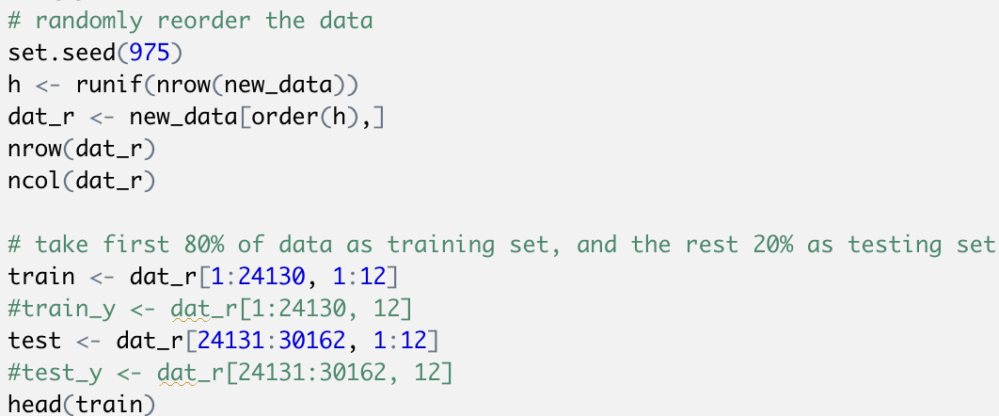 # randomly reorder the data
set.seed(975)
h <- runif(nrow(new_data))
dat_r <- new_data[order(h),]
nrow(dat_r)
ncol(dat_r)
# take first 80% of data as training set, and the rest 20% as testing set
train <- dat_r[1:24130, 1:12]
#train_y <- dat_r[1:24130, 12]
test <- dat_r[24131:30162, 1:12]
#test_y <- dat_r[24131:30162, 12]
head(train)